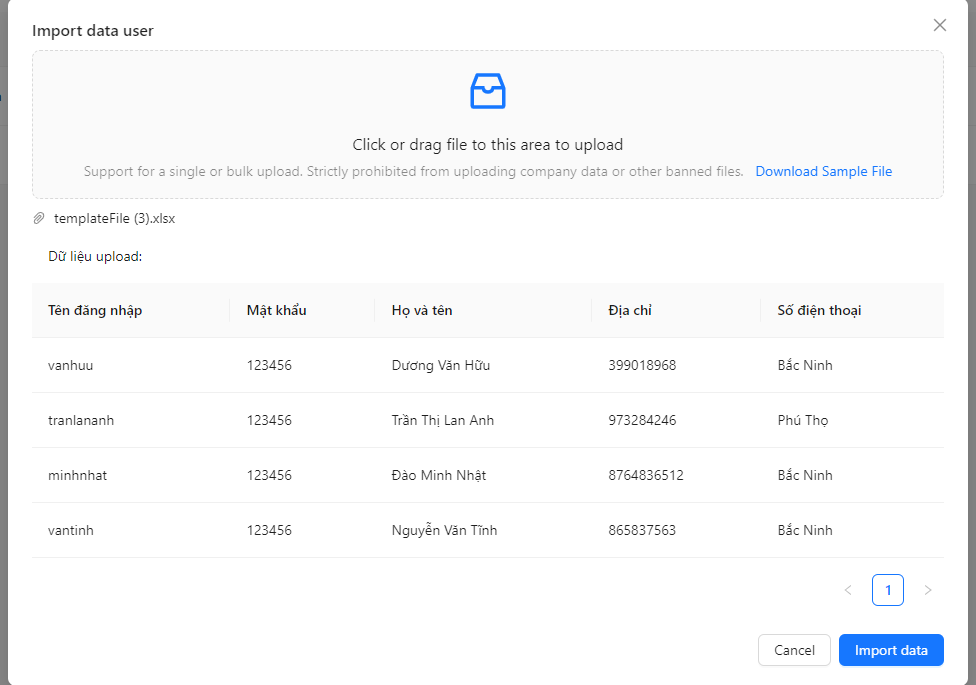 Import data user
Click or drag file to this area to upload
Support for a single or bulk upload. Strictly prohibited from uploading company data or other banned files. Download Sample File
templateFile (3).xlsx
Dữ liệu upload:
Tên đăng nhập Mật khẩu Họ và tên Địa chỉ Số điện thoại
vanhuu 123456 Dương Văn Hữu 399018968 Bắc Ninh
tranlananh 123456 Trần Thị Lan Anh 973284246 Phú Thọ
minhnhat 123456 Đào Minh Nhật 8764836512 Bắc Ninh
vantinh 123456 Nguyễn Văn Tĩnh 865837563 Bắc Ninh
< 1 >
Cancel Import data